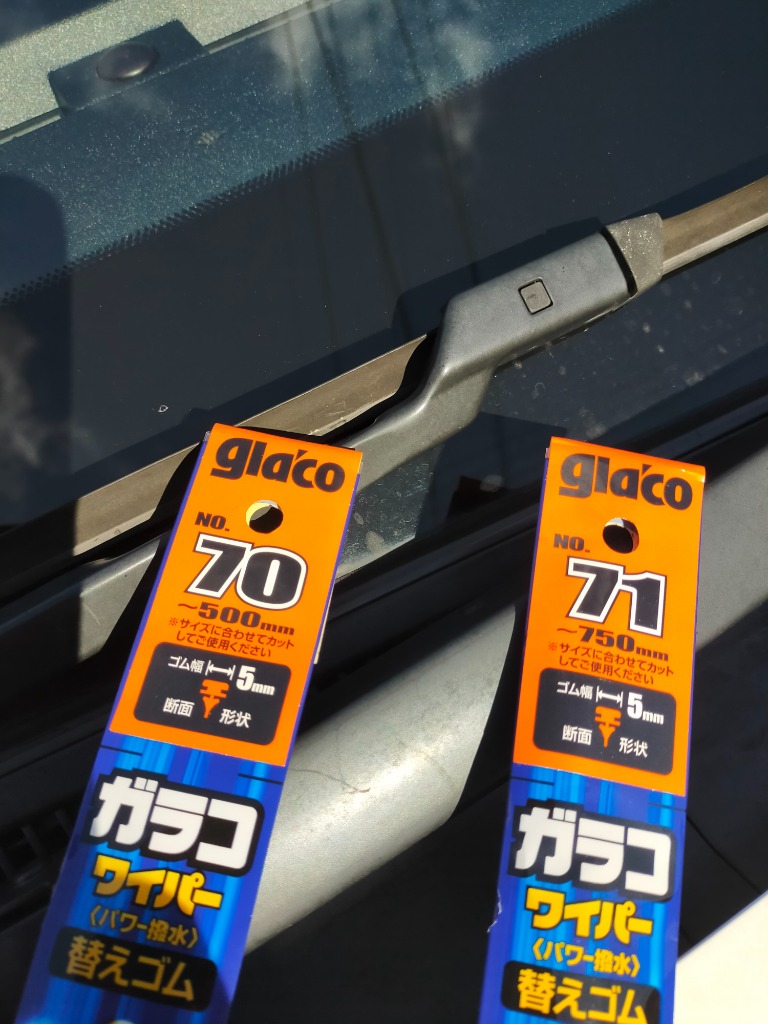 gla'co
NO.
70
～500mm
※サイズに合わせてカット
してご使用ください
ゴム幅 5mm
断面 形状
ガラコ
ワイパー
〈パワー撥水〉
替えゴム
gla'co
NO.
71
～750mm
※サイズに合わせてカット
してご使用ください
ゴム幅 5mm
断面 形状
ガラコ
ワイパー
〈パワー撥水〉
替えゴム